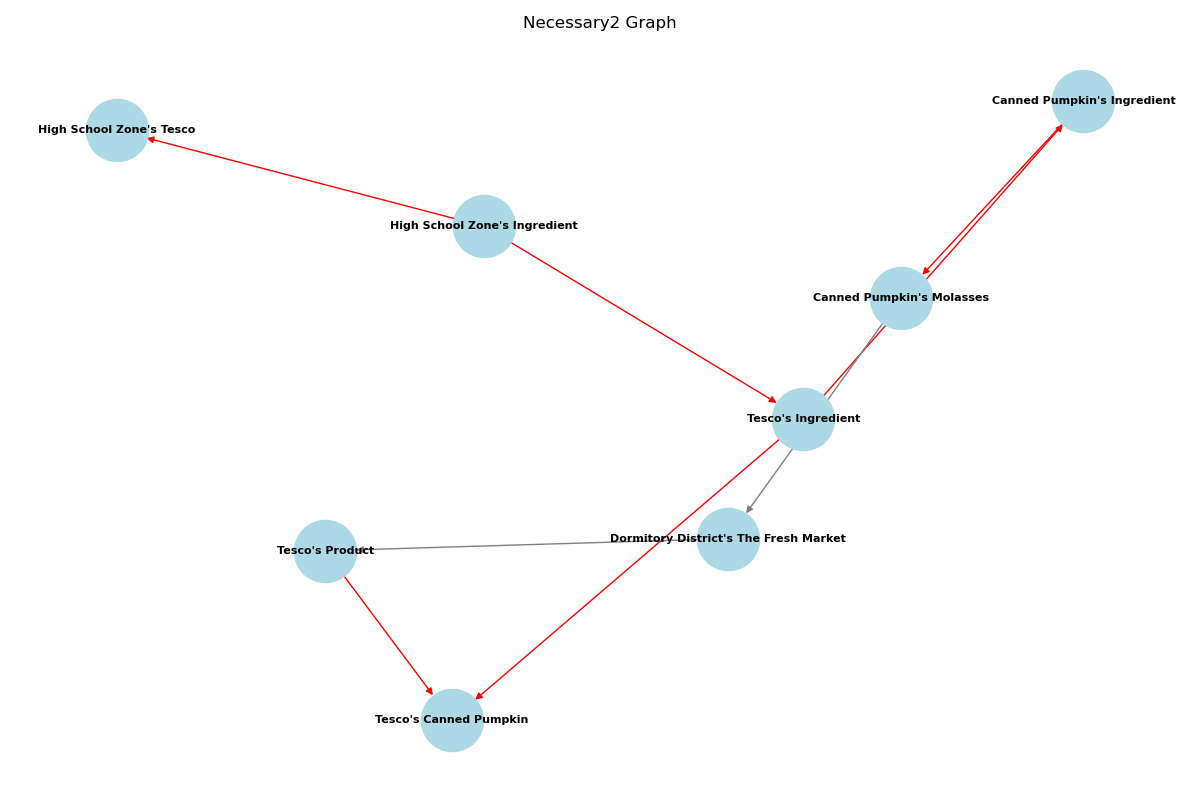 Necessary2 Graph
Canned Pumpkin's Ingredient
High School Zone's Tesco
High School Zone's Ingredient
Canned Pumpkin's Molasses
Tesco's Ingredient
Dormitory District's The Fresh Market
Tesco's Product
Tesco's Canned Pumpkin